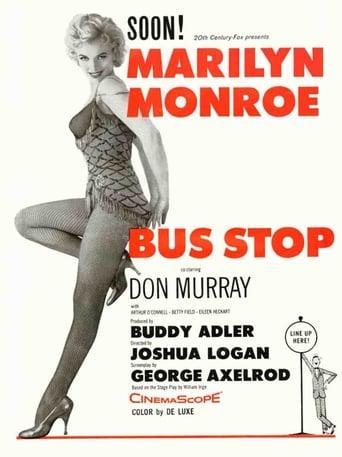 SOON!
20th Century-Fox presents
MARILYN
MONROE
BUS STOP
co-starring
DON MURRAY
with
ARTHUR O'CONNELL · BETTY FIELD · EILEEN HECKART
Produced by
BUDDY ADLER
Directed by
JOSHUA LOGAN
Screenplay by
GEORGE AXELROD
Based on the Stage Play by William Inge
CINEMASCOPE
COLOR by DE LUXE
LINE UP
HERE!